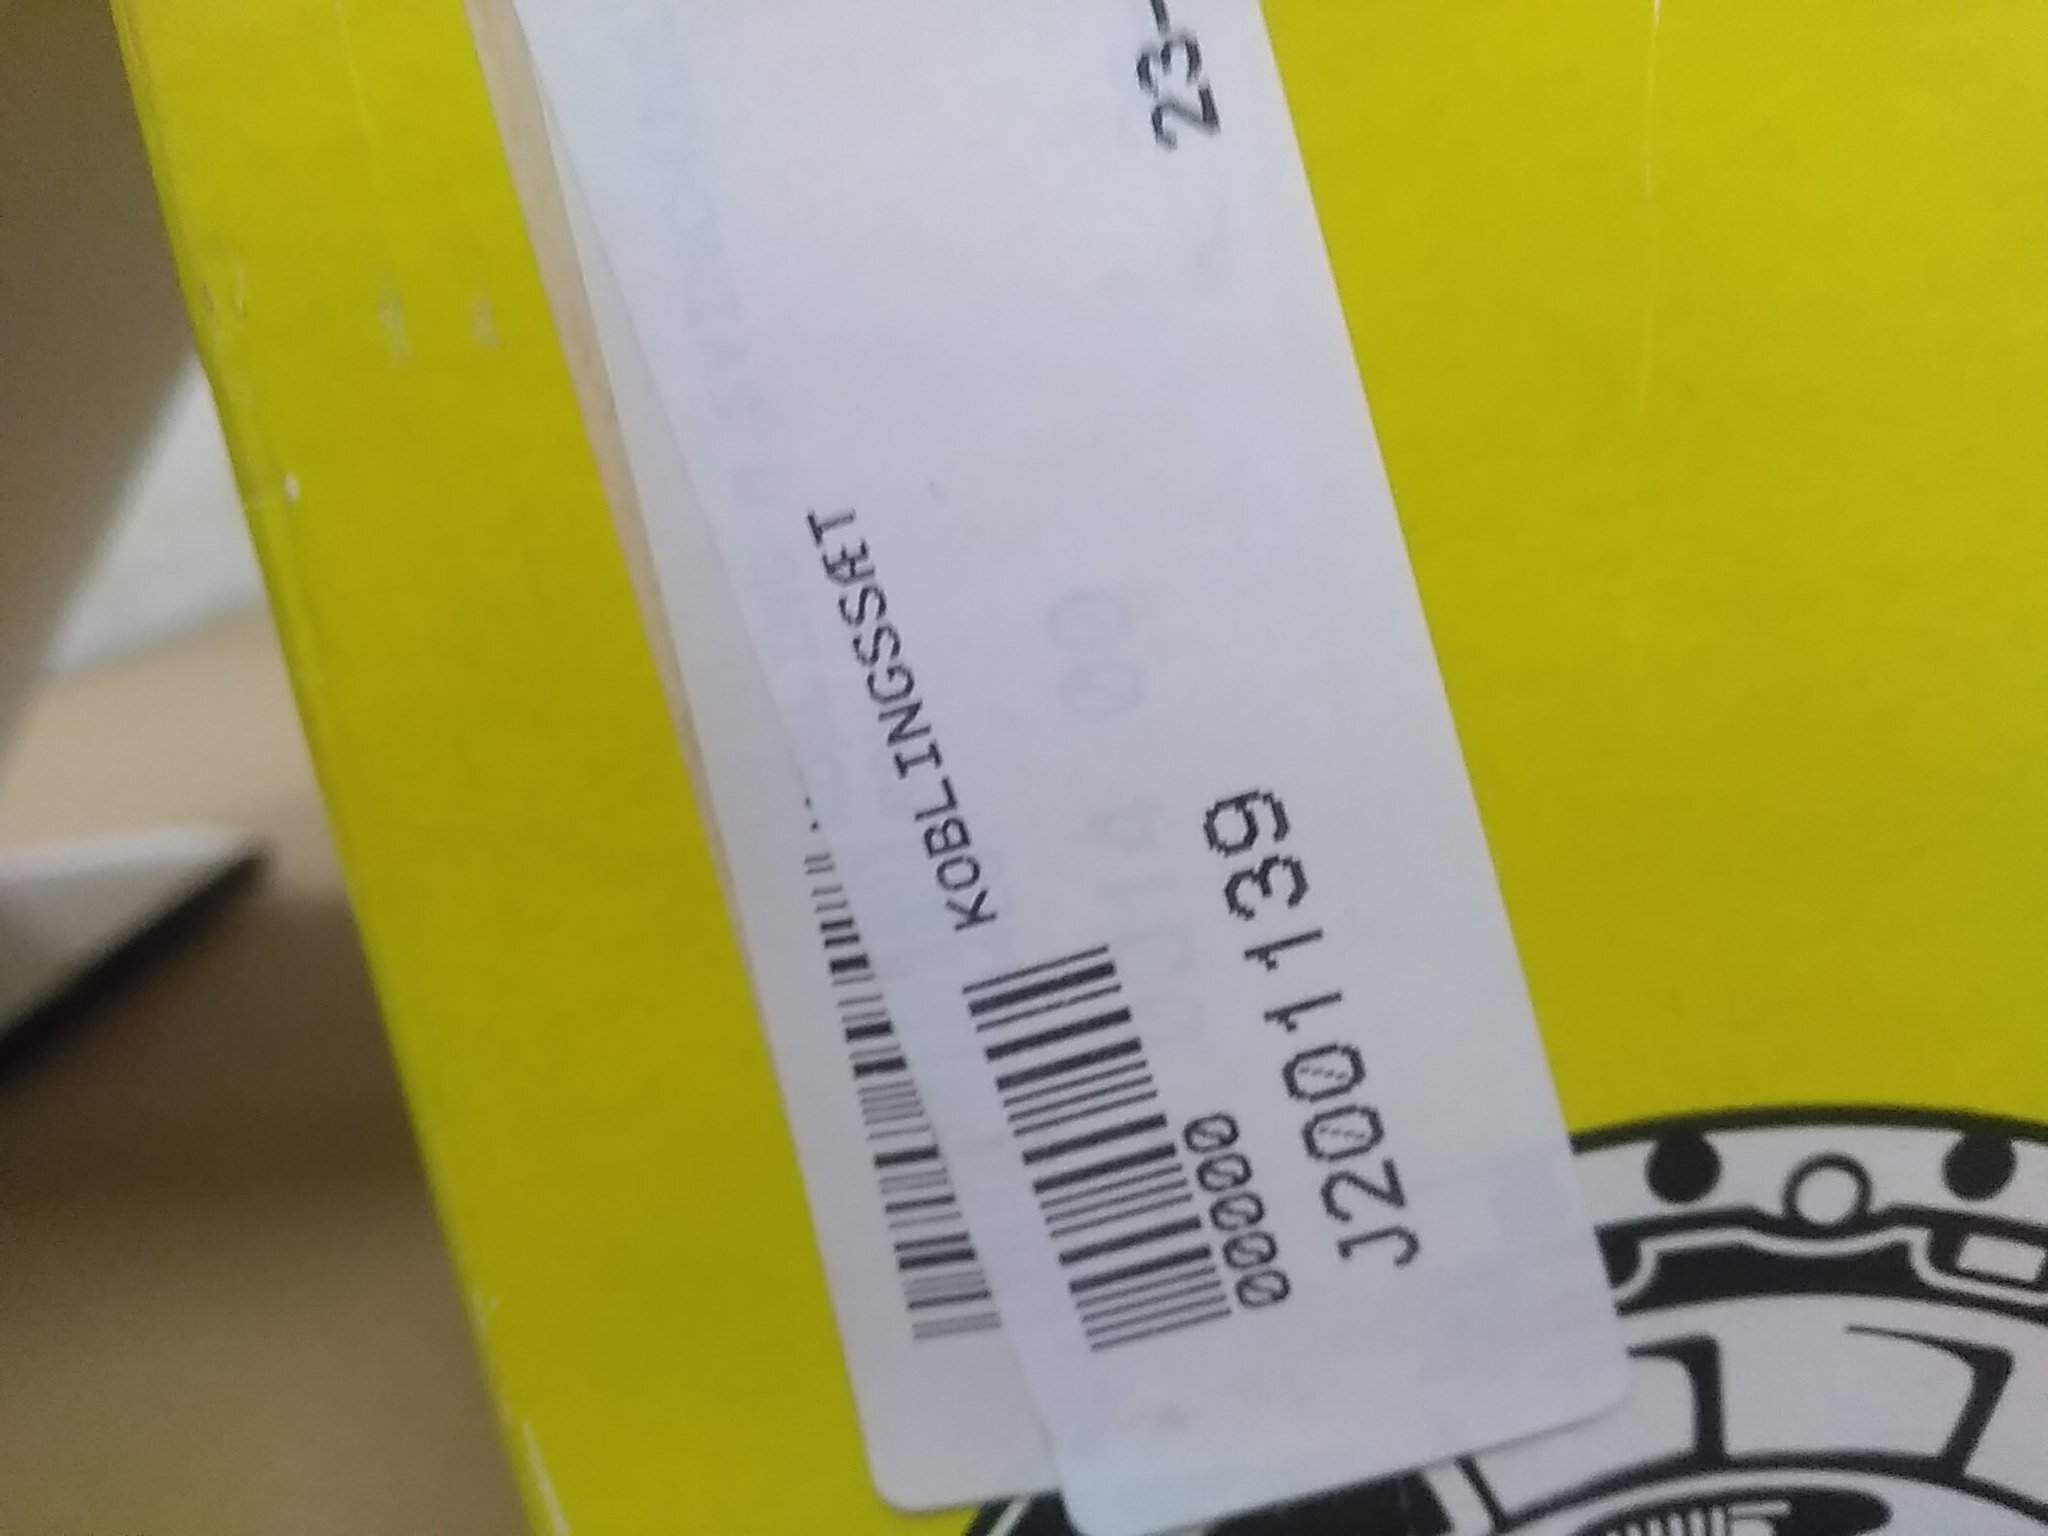 KOBLINGSSÆT
00000
J2001139
23-